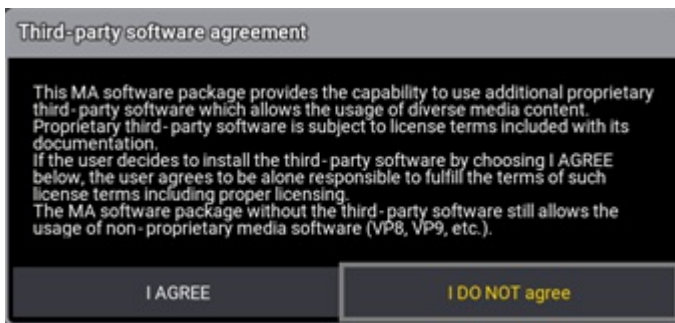 Third-party software agreement
This MA software package provides the capability to use additional proprietary
third-party software which allows the usage of diverse media content.
Proprietary third-party software is subject to license terms included with its
documentation.
If the user decides to install the third-party software by choosing I AGREE
below, the user agrees to be alone responsible to fulfill the terms of such
license terms including proper licensing.
The MA software package without the third-party software still allows the
usage of non-proprietary media software (VP8, VP9, etc.).
I AGREE
I DO NOT agree